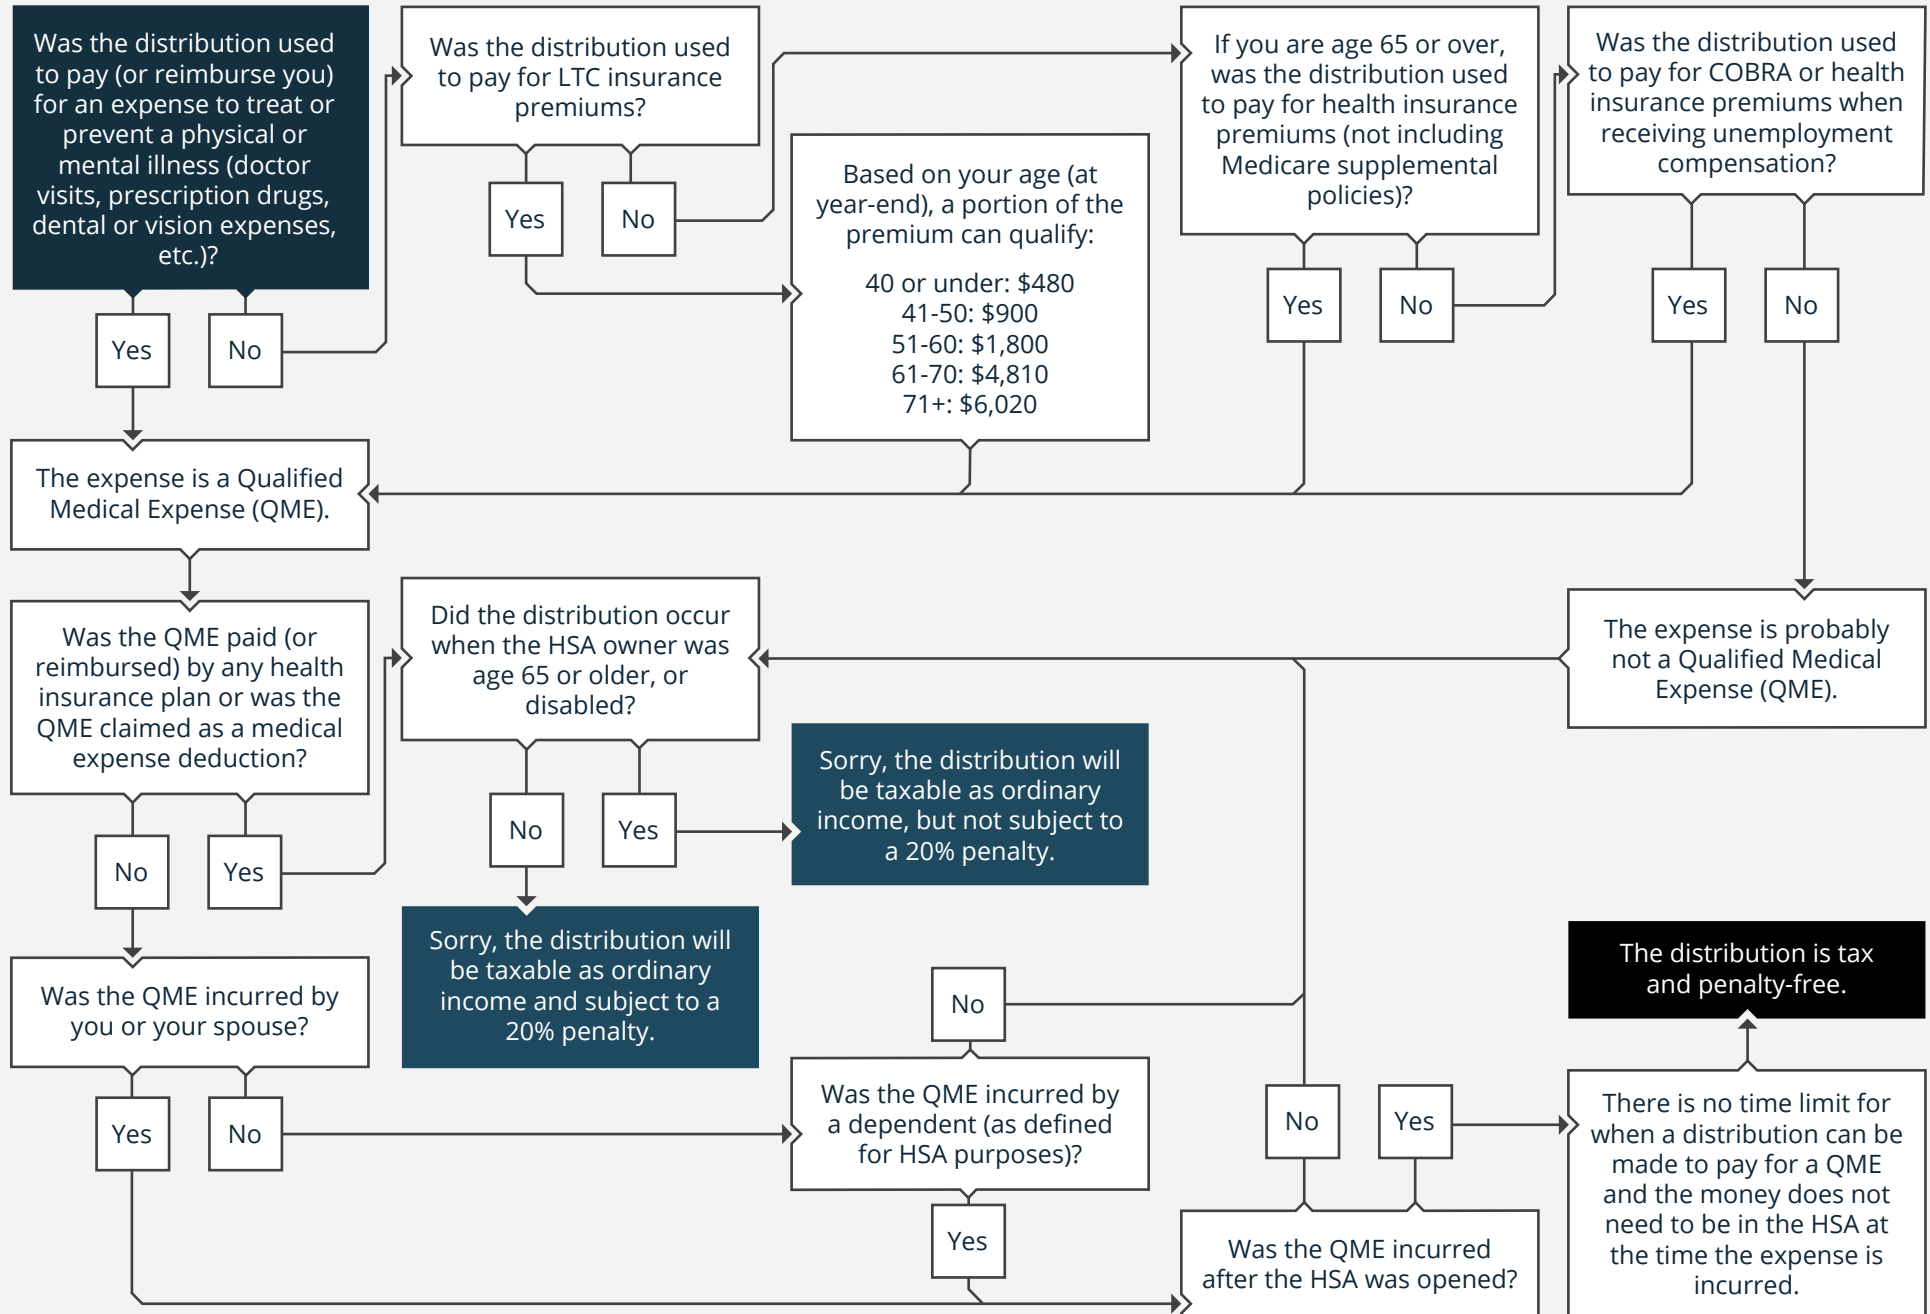 Was the distribution used
to pay (or reimburse you)
for an expense to treat or
prevent a physical or
mental illness (doctor
visits, prescription drugs,
dental or vision expenses,
etc.)?
Yes
No
Was the distribution used
to pay for LTC insurance
premiums?
Yes
No
Based on your age (at
year-end), a portion of the
premium can qualify:
40 or under: $480
41-50: $900
51-60: $1,800
61-70: $4,810
71+: $6,020
If you are age 65 or over,
was the distribution used
to pay for health insurance
premiums (not including
Medicare supplemental
policies)?
Yes
No
Was the distribution used
to pay for COBRA or health
insurance premiums when
receiving unemployment
compensation?
Yes
No
The expense is a Qualified
Medical Expense (QME).
Was the QME paid (or
reimbursed) by any health
insurance plan or was the
QME claimed as a medical
expense deduction?
No
Yes
Did the distribution occur
when the HSA owner was
age 65 or older, or
disabled?
No
Yes
Sorry, the distribution will
be taxable as ordinary
income, but not subject to
a 20% penalty.
Sorry, the distribution will
be taxable as ordinary
income and subject to a
20% penalty.
The expense is probably
not a Qualified Medical
Expense (QME).
Was the QME incurred by
you or your spouse?
Yes
No
No
Was the QME incurred by
a dependent (as defined
for HSA purposes)?
Yes
No
Yes
Was the QME incurred
after the HSA was opened?
The distribution is tax
and penalty-free.
There is no time limit for
when a distribution can be
made to pay for a QME
and the money does not
need to be in the HSA at
the time the expense is
incurred.